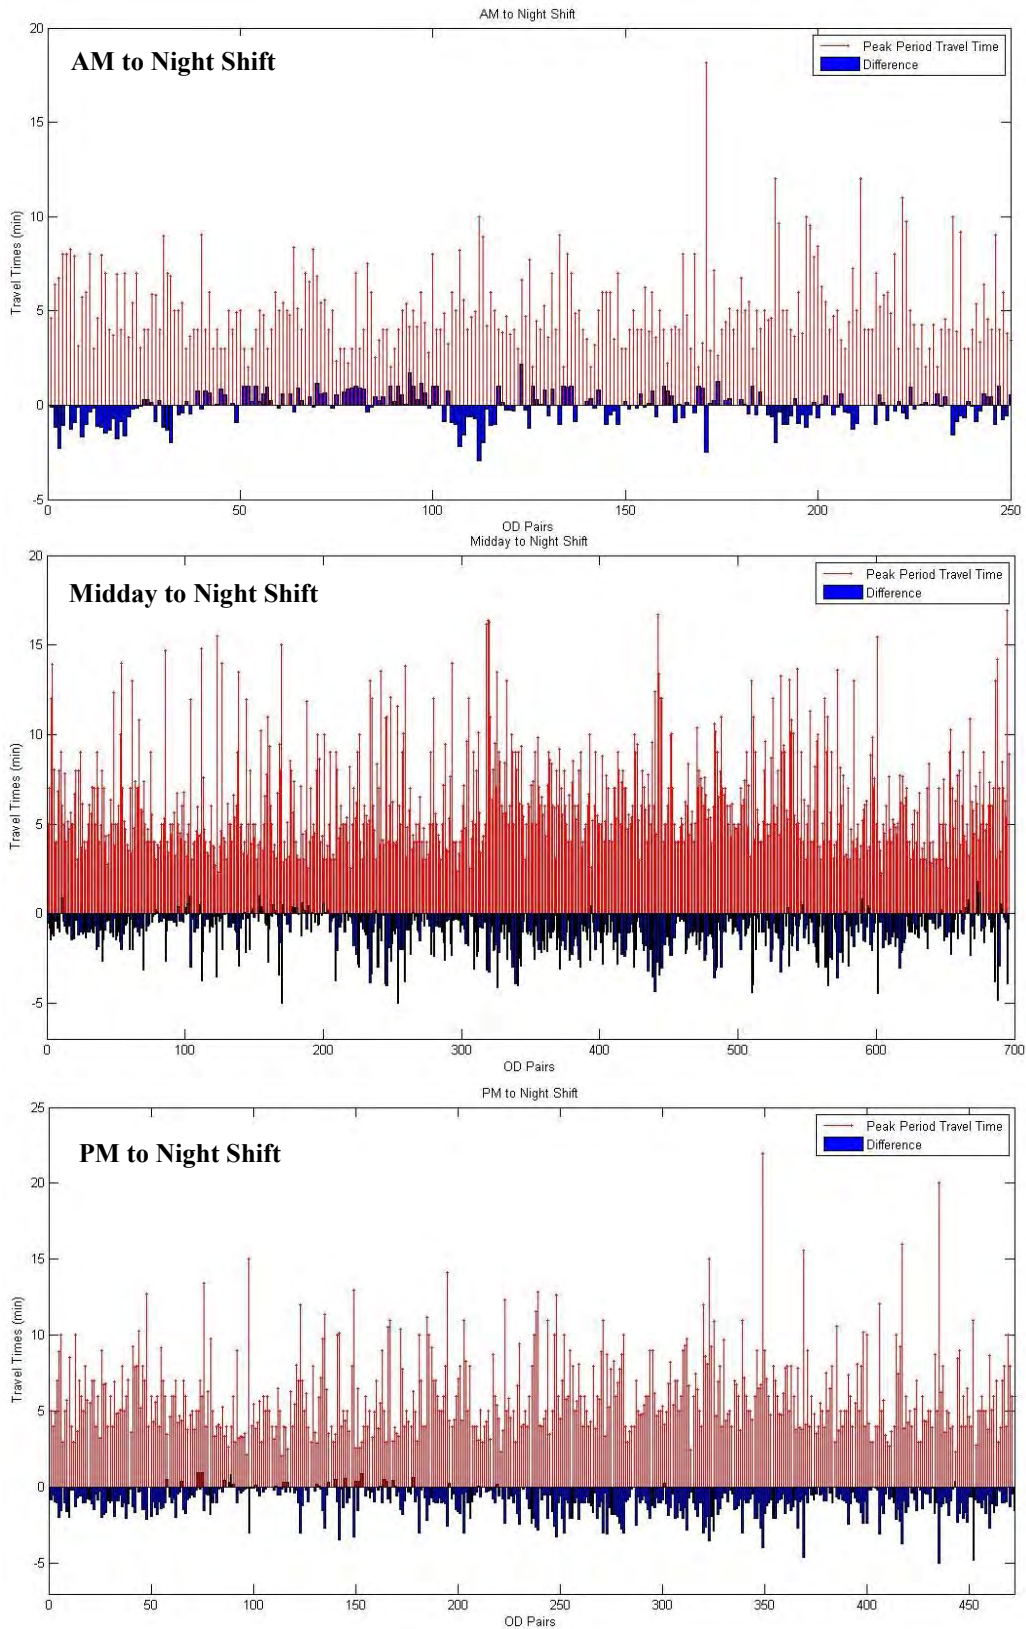 AM to Night Shift
20
AM to Night Shift
Peak Period Travel Time
Difference
15
10
Travel Times (min)
5
0
-5
0 50 100 150 200 250
OD Pairs
Midday to Night Shift
20
Midday to Night Shift
Peak Period Travel Time
Difference
15
10
Travel Times (min)
5
0
-5
0 100 200 300 400 500 600 700
OD Pairs
PM to Night Shift
25
PM to Night Shift
Peak Period Travel Time
Difference
20
15
10
Travel Times (min)
5
0
-5
0 50 100 150 200 250 300 350 400 450
OD Pairs